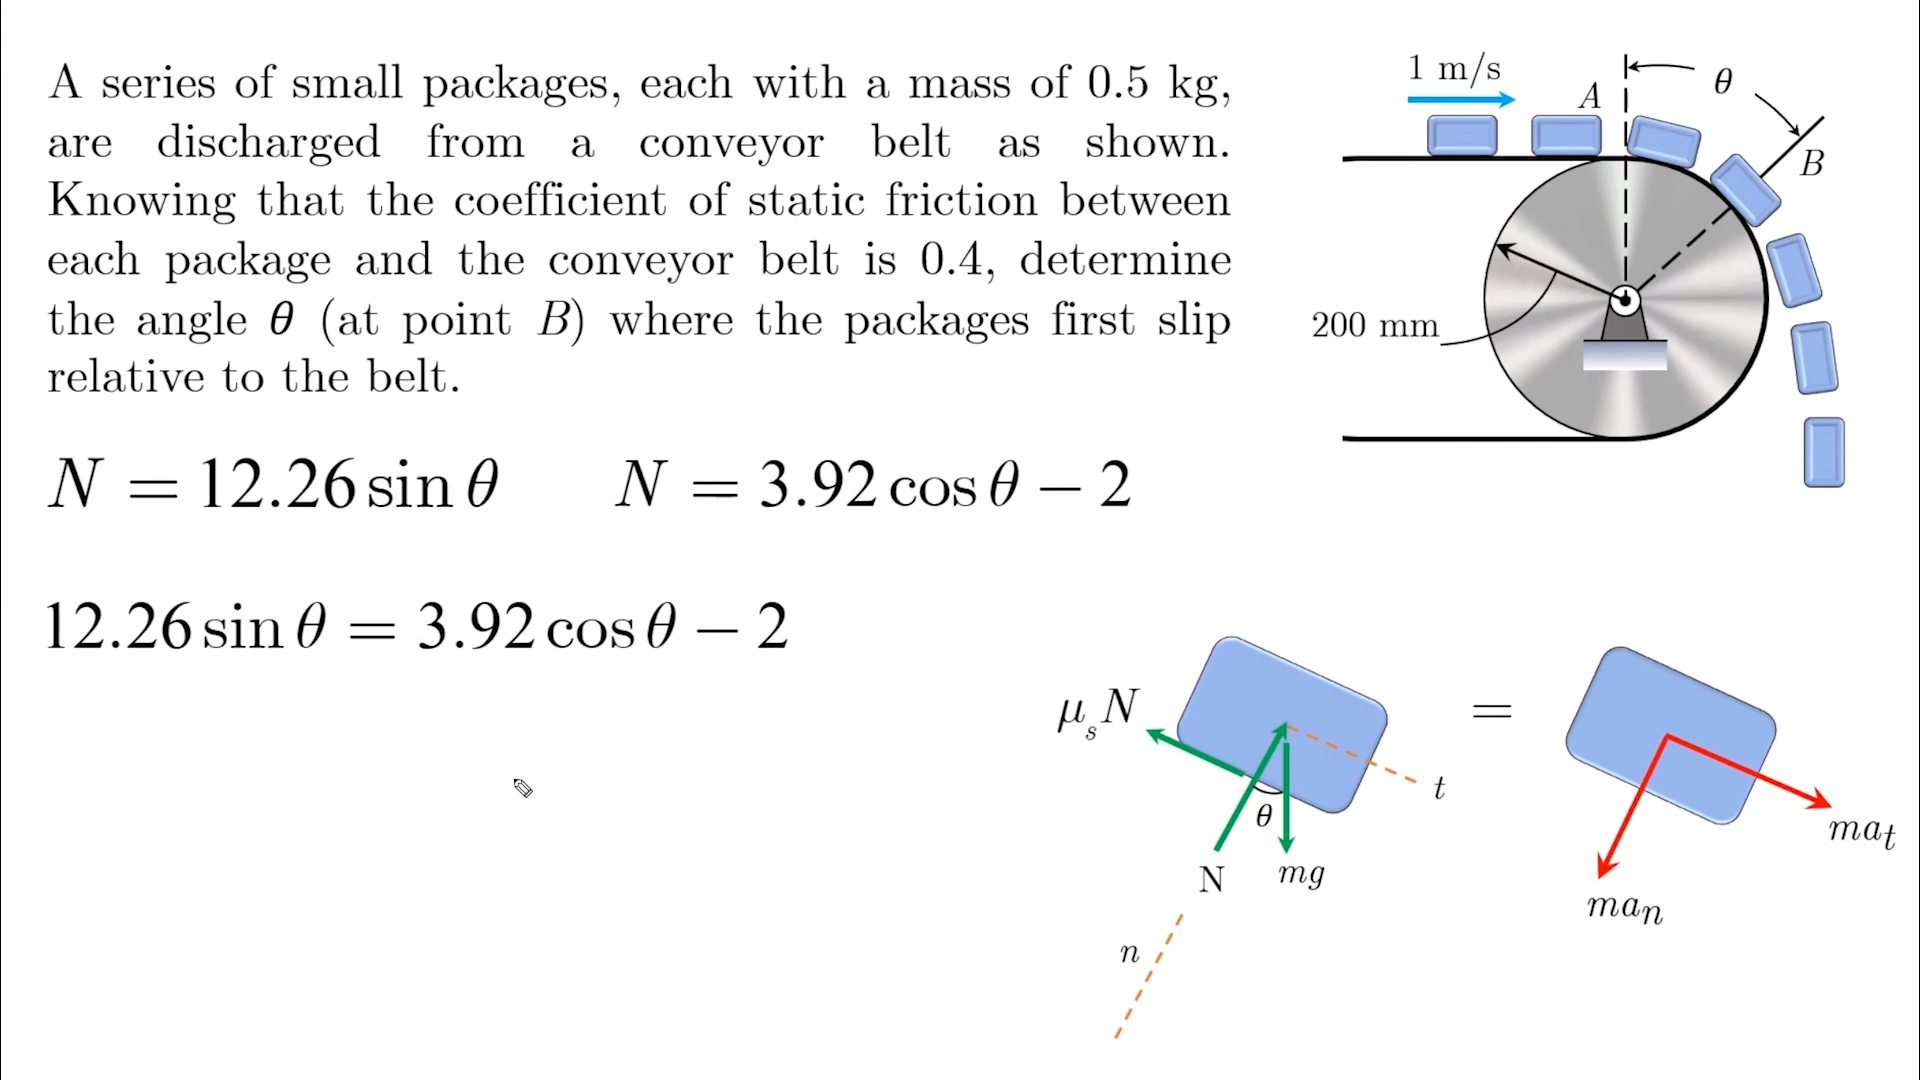 A series of small packages, each with a mass of 0.5 kg,
are discharged from a conveyor belt as shown.
Knowing that the coefficient of static friction between
each package and the conveyor belt is 0.4, determine
the angle θ (at point B) where the packages first slip
relative to the belt.
1 m/s
A
θ
B
200 mm
N = 12.26 sin θ
N = 3.92 cos θ − 2
12.26 sin θ = 3.92 cos θ − 2
μₛN
=
t
θ
N
mg
n
maₜ
maₙ